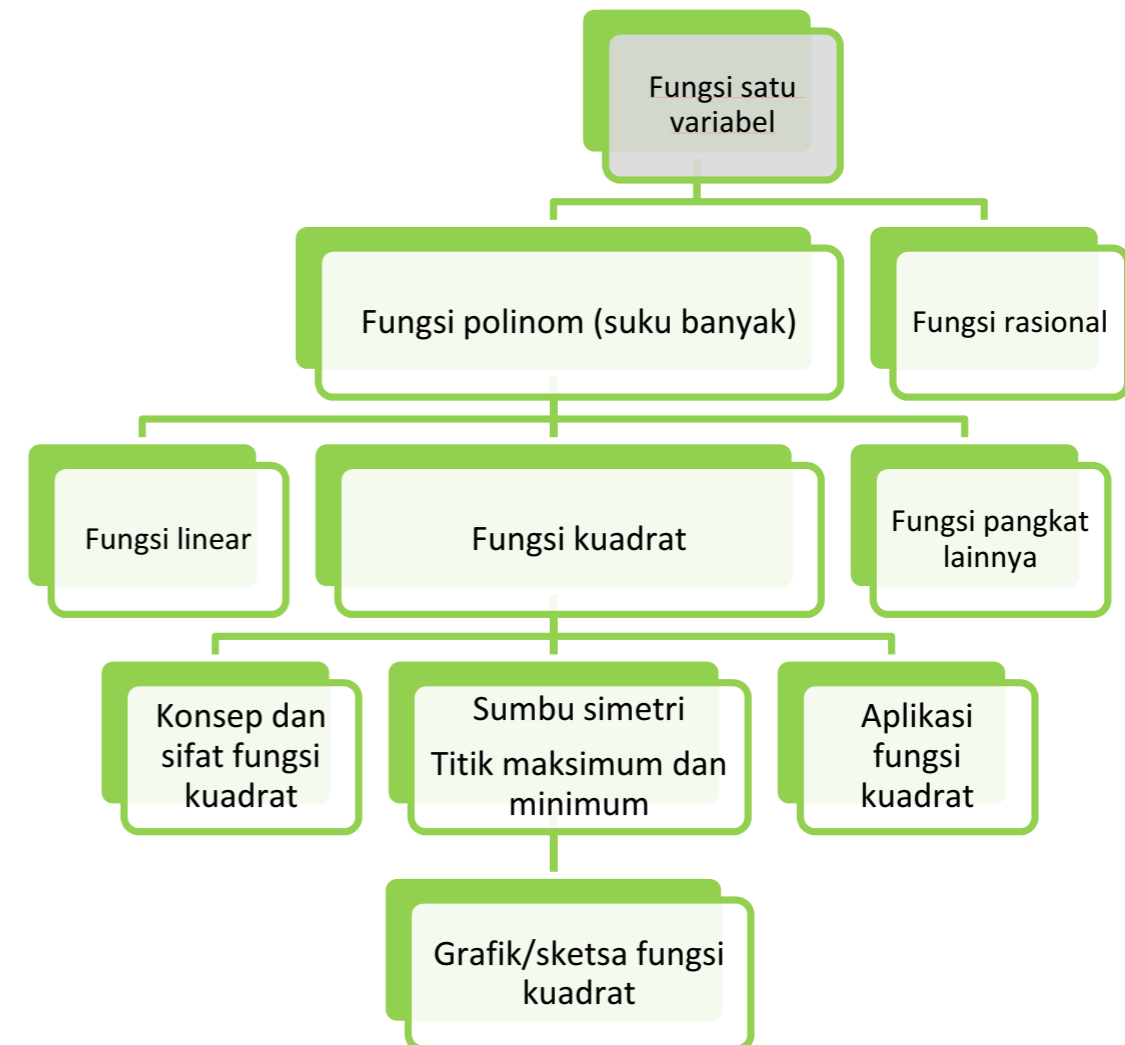 Fungsi satu
variabel
Fungsi polinom (suku banyak)
Fungsi rasional
Fungsi linear
Fungsi kuadrat
Fungsi pangkat
lainnya
Konsep dan
sifat fungsi
kuadrat
Sumbu simetri
Titik maksimum dan
minimum
Aplikasi
fungsi
kuadrat
Grafik/sketsa fungsi
kuadrat